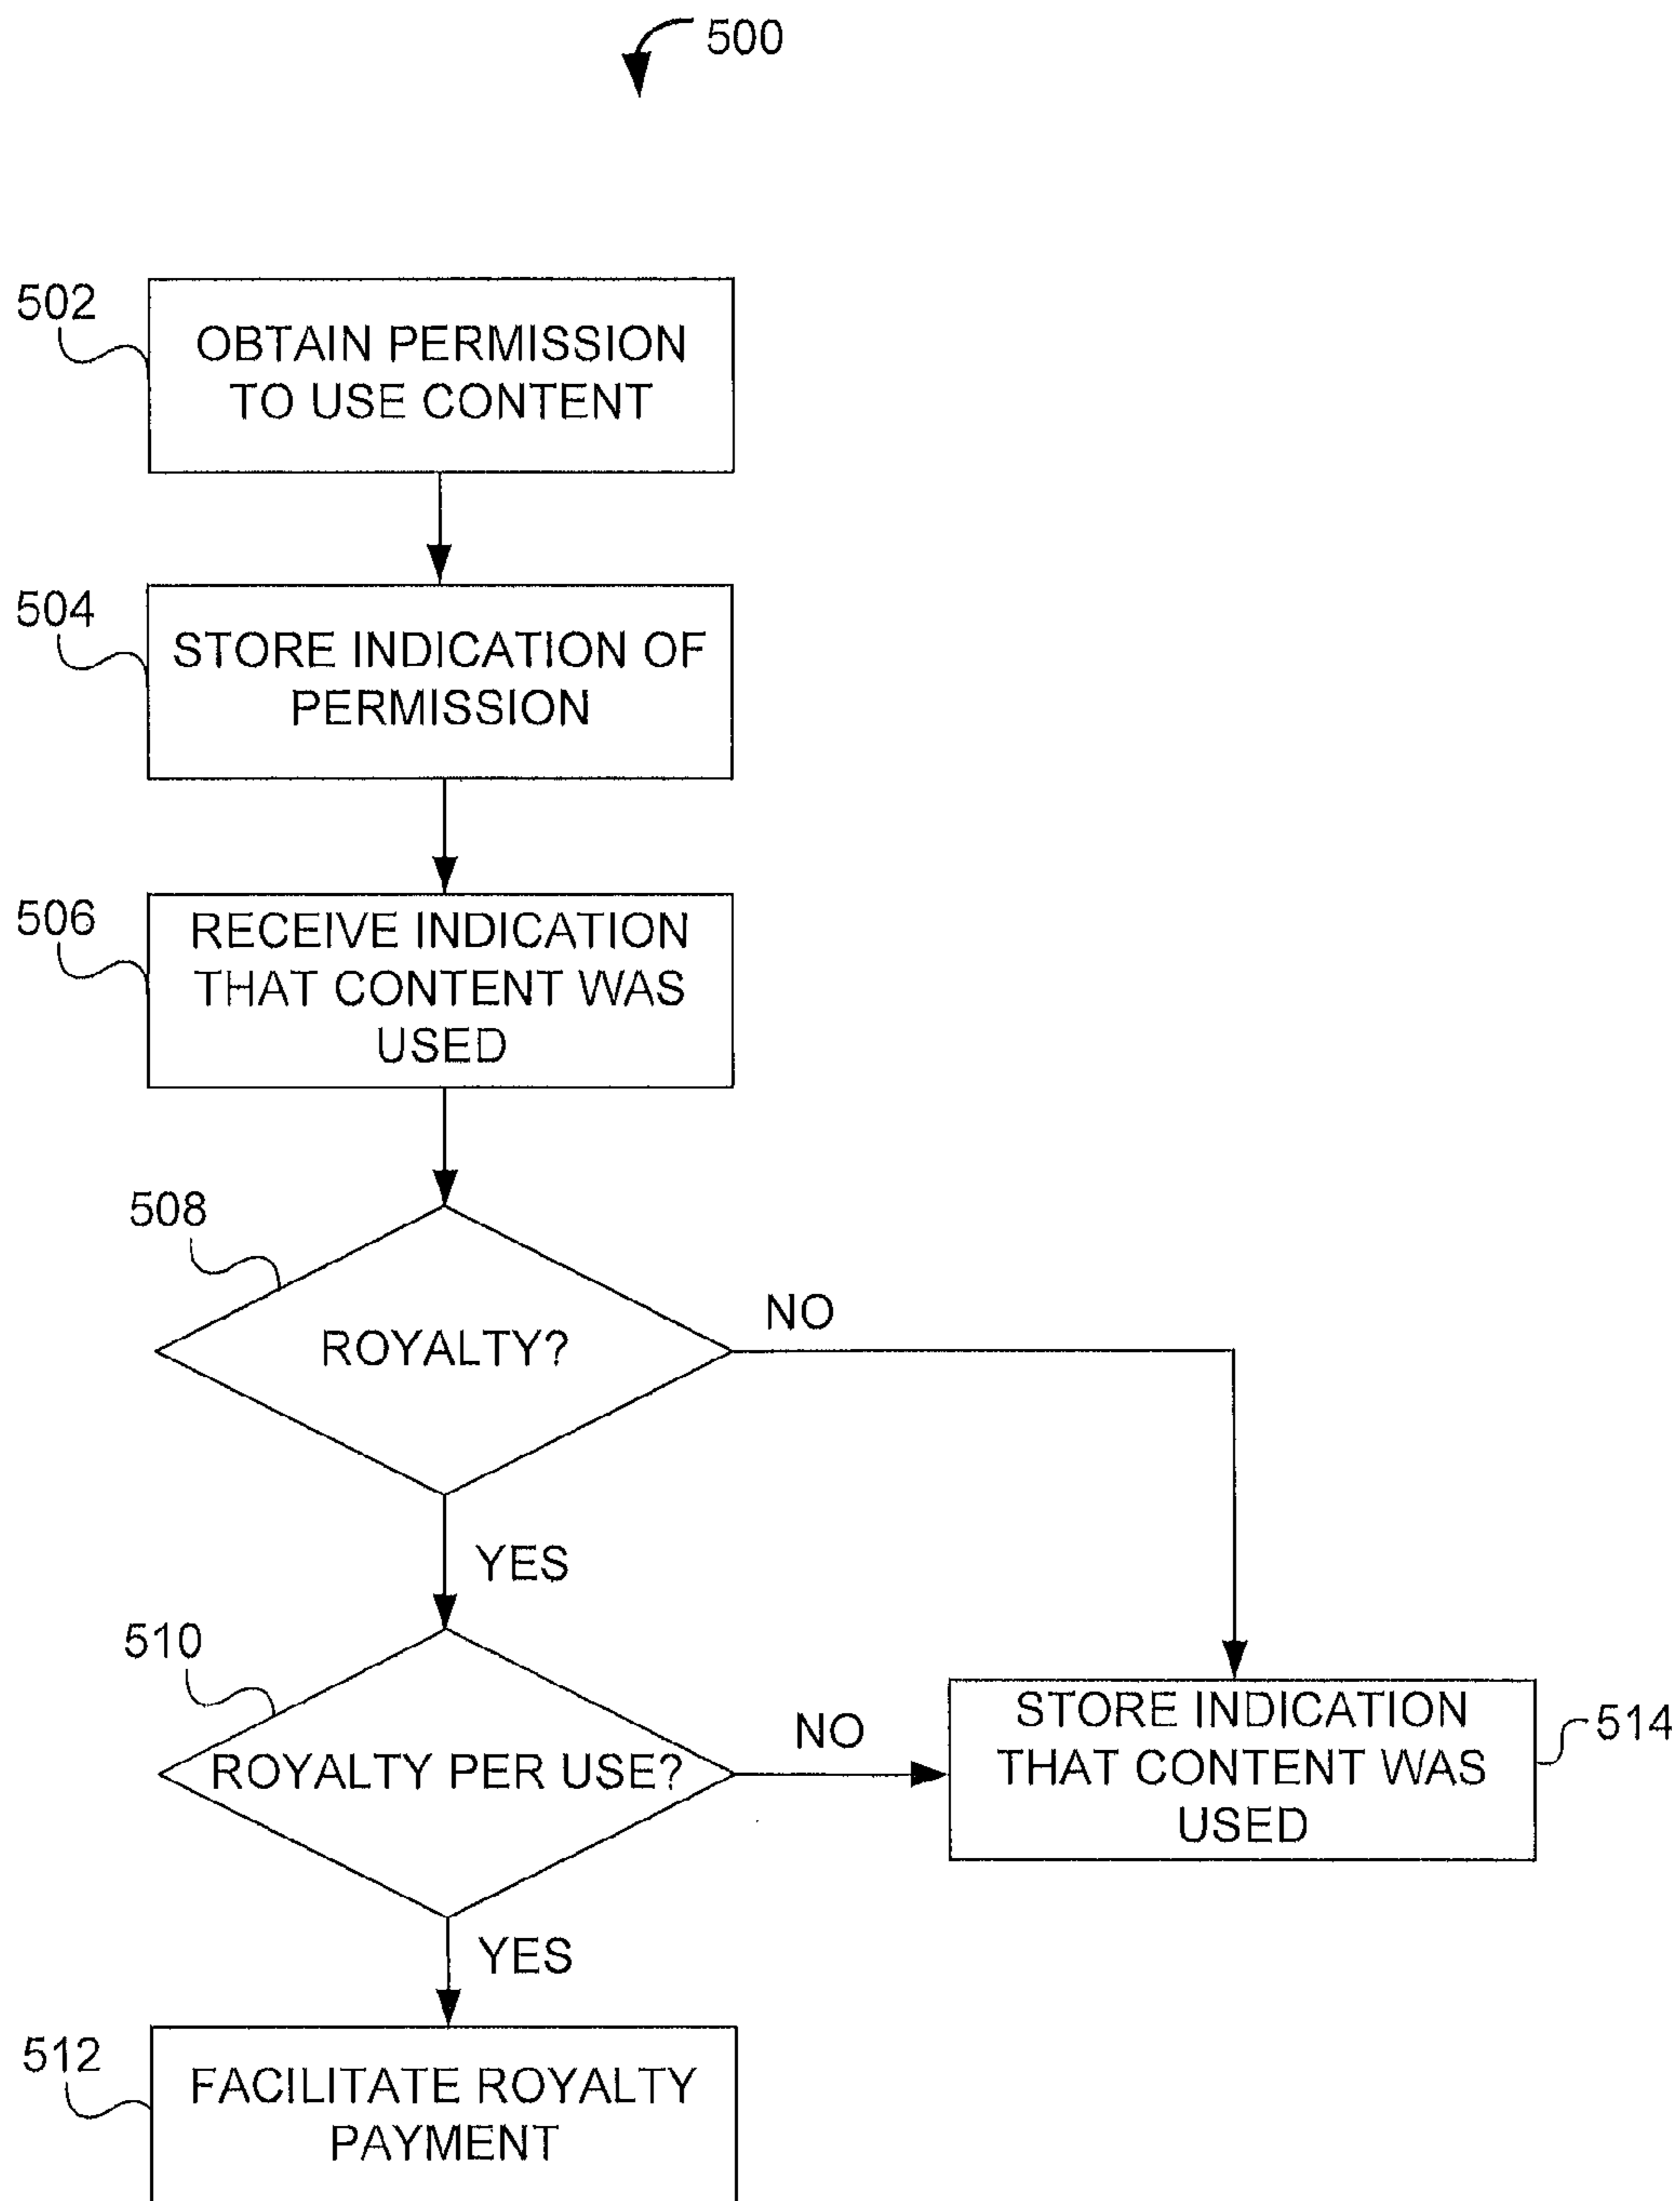 500
502
OBTAIN PERMISSION
TO USE CONTENT
504
STORE INDICATION OF
PERMISSION
506
RECEIVE INDICATION
THAT CONTENT WAS
USED
508
ROYALTY?
NO
YES
510
ROYALTY PER USE?
NO
STORE INDICATION
THAT CONTENT WAS
USED
514
YES
512
FACILITATE ROYALTY
PAYMENT